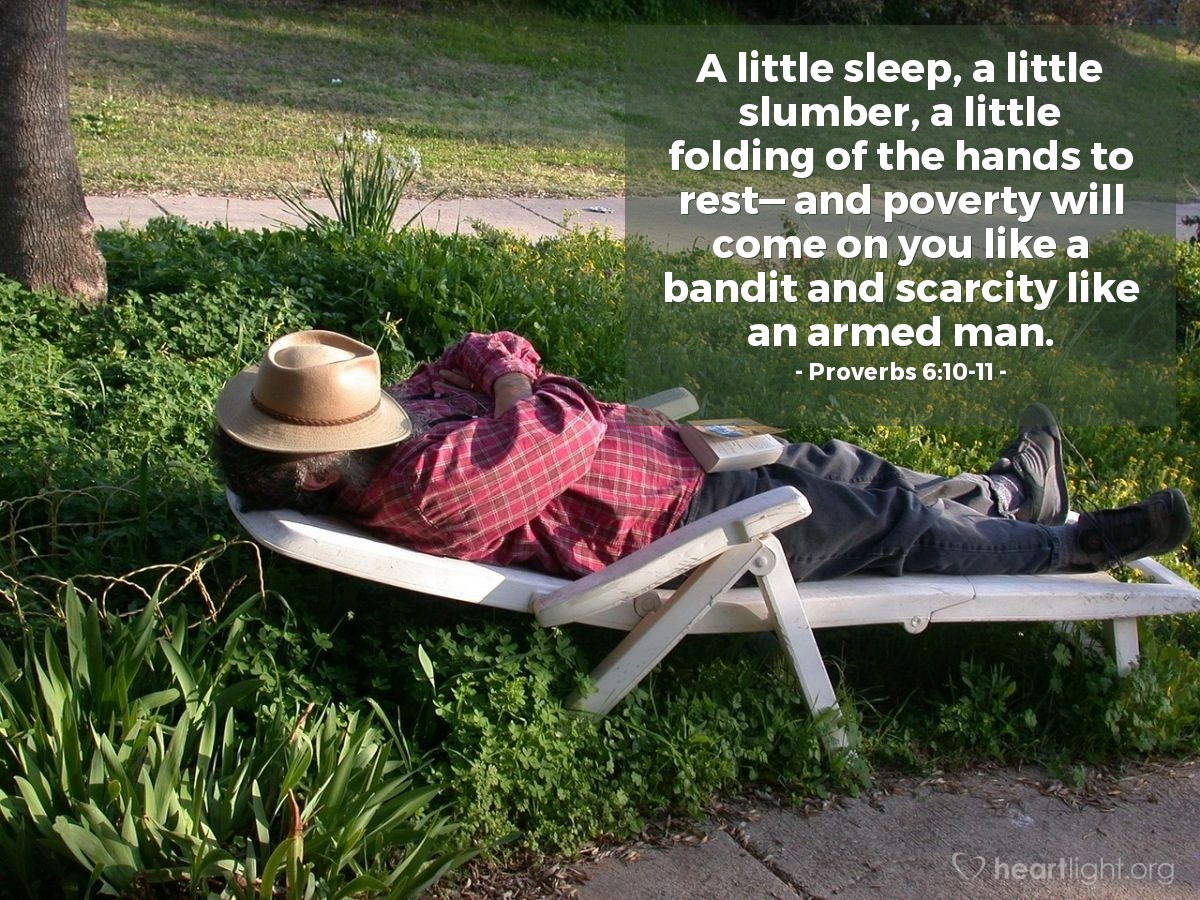 A little sleep, a little
slumber, a little
folding of the hands to
rest— and poverty will
come on you like a
bandit and scarcity like
an armed man.
- Proverbs 6:10-11 -
heartlight.org